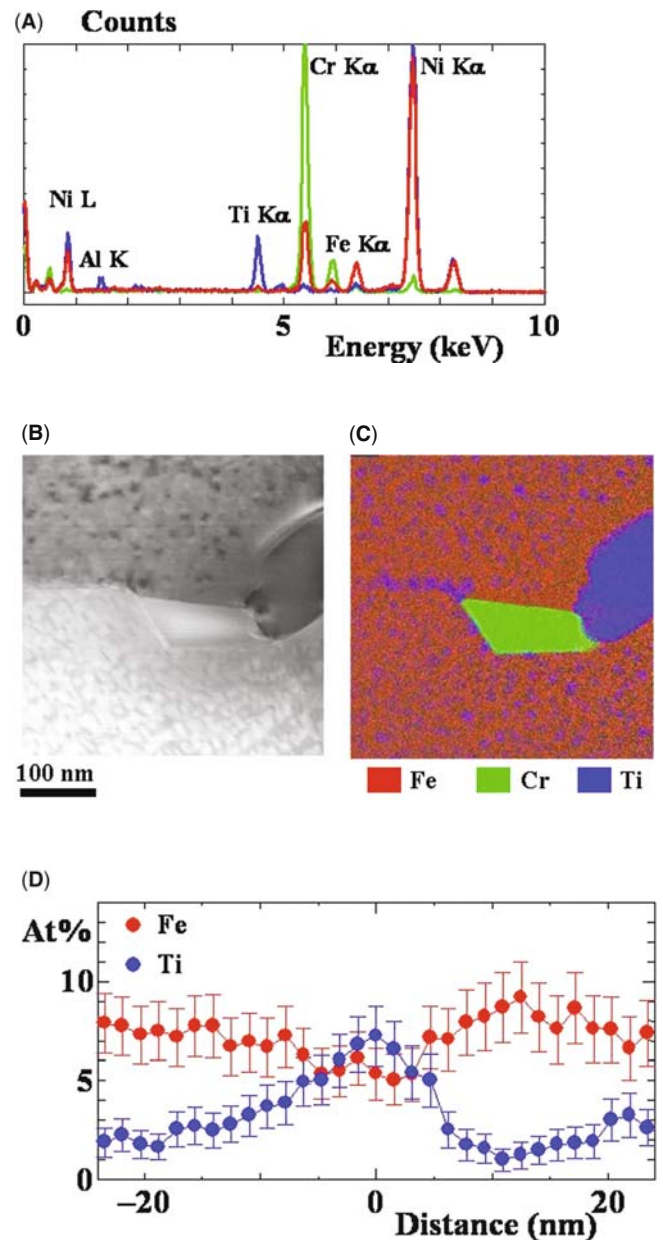 (A) Counts
Cr Kα Ni Kα
Ni L
Ti Kα
Al K Fe Kα
0 5 10
Energy (keV)
(B) (C)
100 nm
Fe Cr Ti
(D)
At%
Fe
Ti
10
5
0
−20 0 20
Distance (nm)